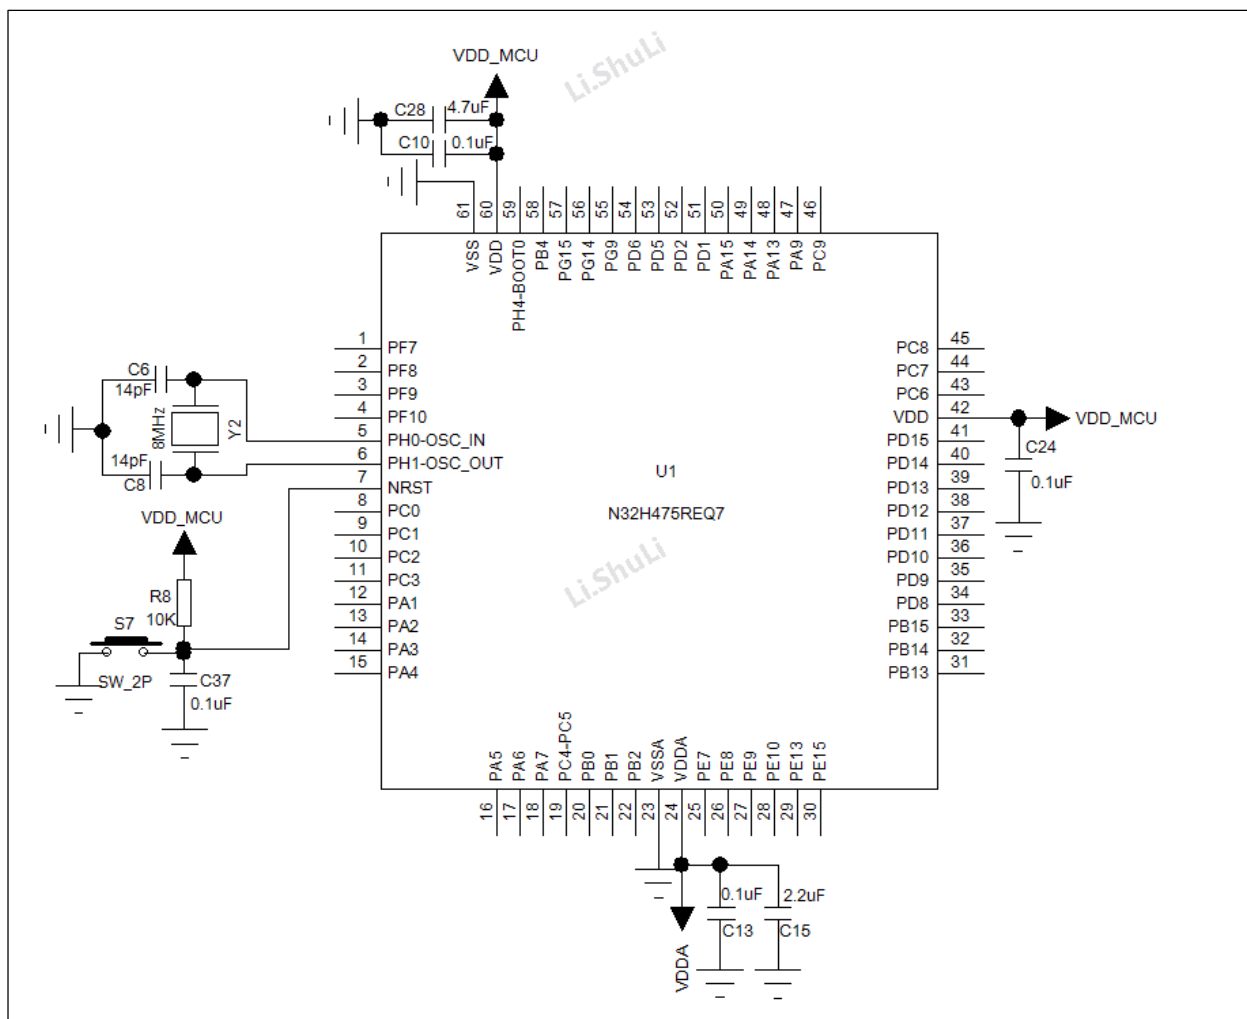 Li.ShuLi
VDD_MCU
C28 4.7uF
C10 0.1uF
61 60 59 58 57 56 55 54 53 52 51 50 49 48 47 46
VSS VDD PH4-BOOT0 PB4 PG15 PG14 PG9 PD6 PD5 PD2 PD1 PA15 PA14 PA13 PA9 PC9
1 PF7
2 PF8
3 PF9
4 PF10
5 PH0-OSC_IN
6 PH1-OSC_OUT
7 NRST
8 PC0
9 PC1
10 PC2
11 PC3
12 PA1
13 PA2
14 PA3
15 PA4
C6
14pF
8MHz
Y2
14pF
C8
VDD_MCU
R8
10K
S7
SW_2P
C37
0.1uF
U1
N32H475REQ7
Li.ShuLi
PC8 45
PC7 44
PC6 43
VDD 42
PD15 41
PD14 40
PD13 39
PD12 38
PD11 37
PD10 36
PD9 35
PD8 34
PB15 33
PB14 32
PB13 31
VDD_MCU
C24
0.1uF
PA5 PA6 PA7 PC4-PC5 PB0 PB1 PB2 VSSA VDDA PE7 PE8 PE9 PE10 PE13 PE15
16 17 18 19 20 21 22 23 24 25 26 27 28 29 30
0.1uF 2.2uF
C13 C15
VDDA